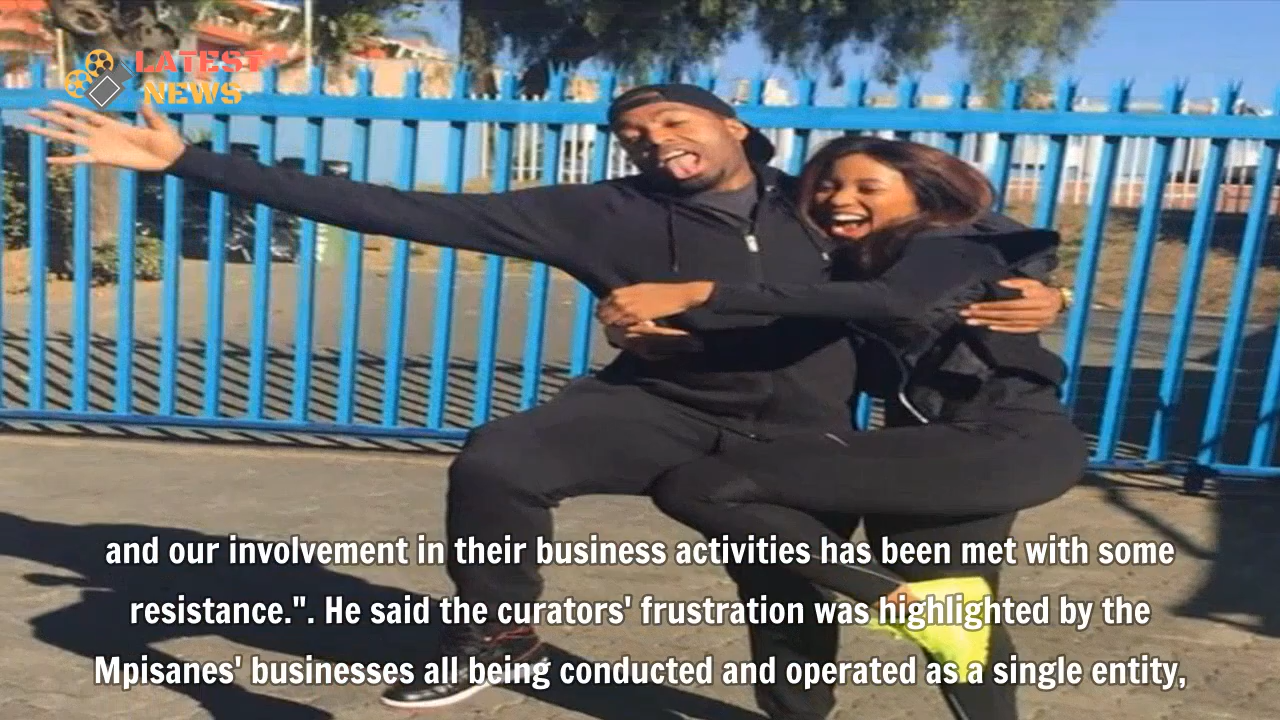 LATEST
NEWS
and our involvement in their business activities has been met with some
resistance.". He said the curators' frustration was highlighted by the
Mpisanes' businesses all being conducted and operated as a single entity,